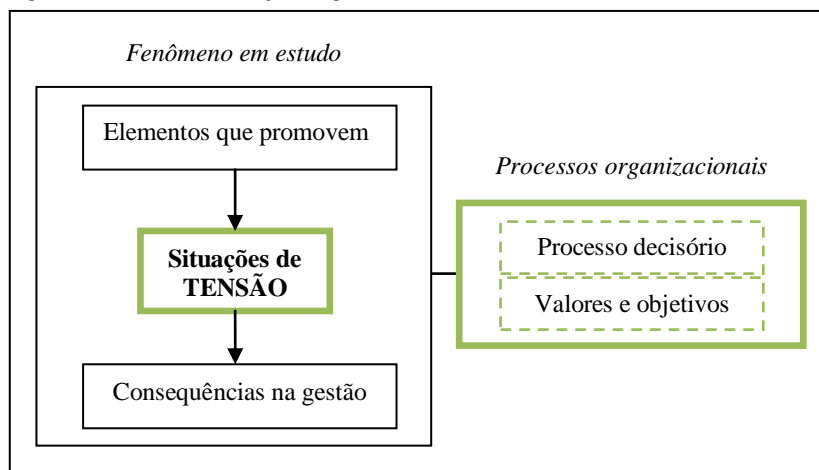 Fenômeno em estudo
Elementos que promovem
Situações de
TENSÃO
Consequências na gestão
Processos organizacionais
Processo decisório
Valores e objetivos